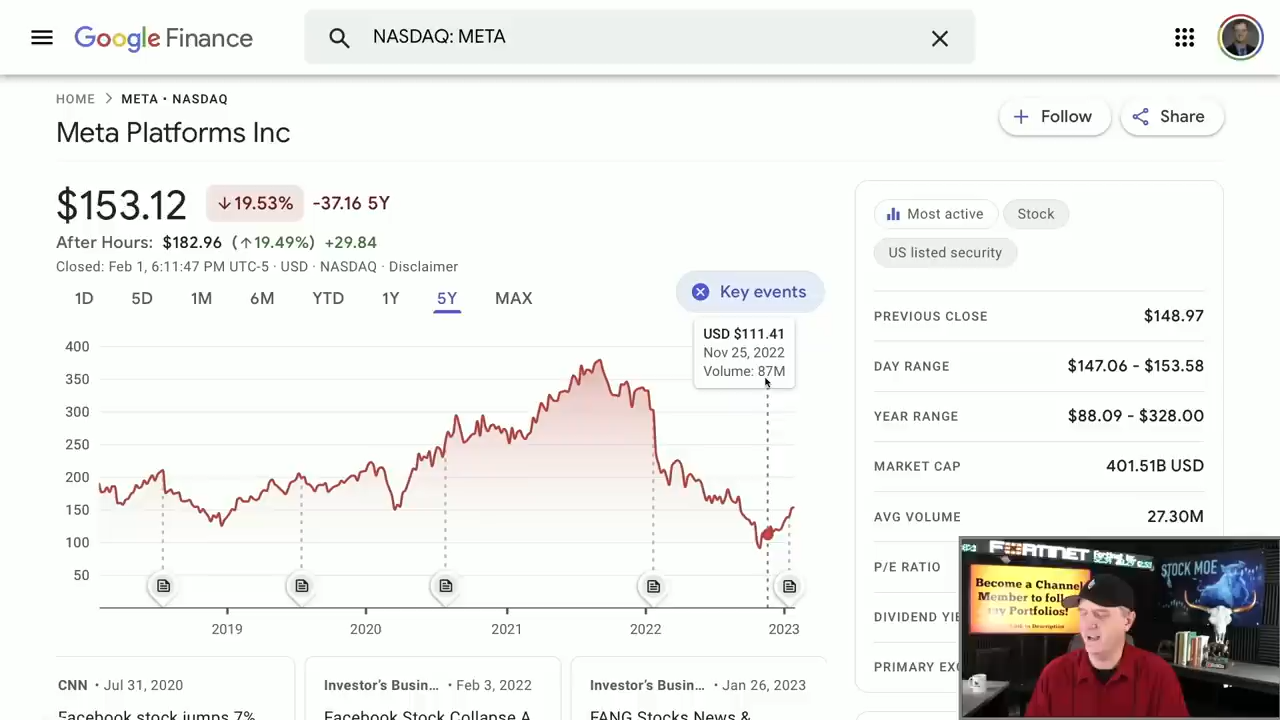 Google Finance
NASDAQ: META
HOME > META • NASDAQ
Meta Platforms Inc
+ Follow
Share
$153.12
↓19.53%
-37.16 5Y
After Hours: $182.96 (↑19.49%) +29.84
Closed: Feb 1, 6:11:47 PM UTC-5 · USD · NASDAQ · Disclaimer
1D 5D 1M 6M YTD 1Y 5Y MAX
Key events
USD $111.41
Nov 25, 2022
Volume: 87M
400
350
300
250
200
150
100
50
2019 2020 2021 2022 2023
Most active
Stock
US listed security
PREVIOUS CLOSE $148.97
DAY RANGE $147.06 - $153.58
YEAR RANGE $88.09 - $328.00
MARKET CAP 401.51B USD
AVG VOLUME 27.30M
P/E RATIO
DIVIDEND YIE
PRIMARY EXC
CNN • Jul 31, 2020
Facebook stock jumps 7%
Investor’s Busin... • Feb 3, 2022
Facebook Stock Collapse A
Investor’s Busin... • Jan 26, 2023
FANG Stocks News &
FORTINET
STOCK MOE
Become a Channel
Member to foll
my Portfolios!